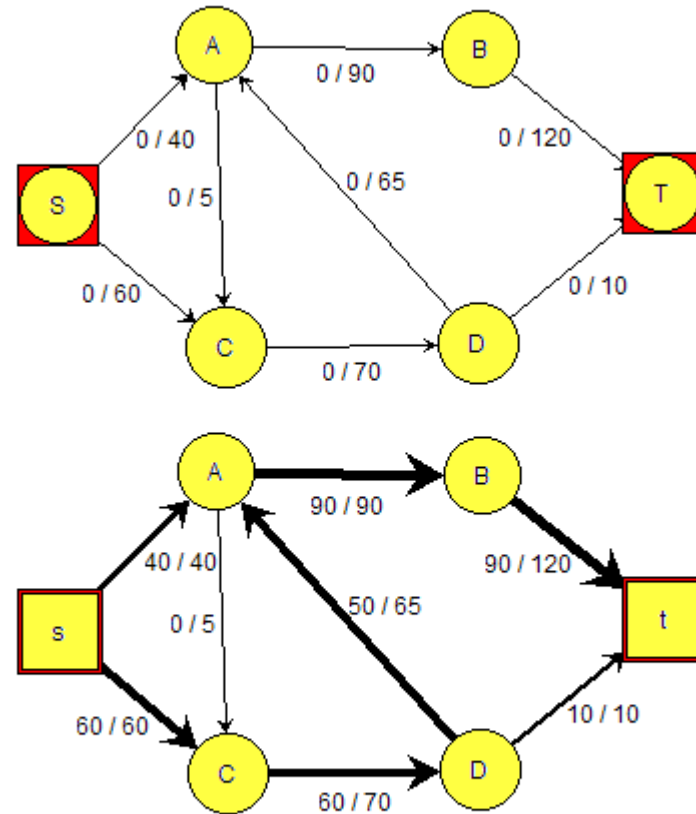 A
B
0 / 90
0 / 40
0 / 120
S
0 / 5
0 / 65
T
0 / 60
0 / 10
C
D
0 / 70
A
B
90 / 90
40 / 40
90 / 120
s
0 / 5
50 / 65
t
60 / 60
10 / 10
C
D
60 / 70